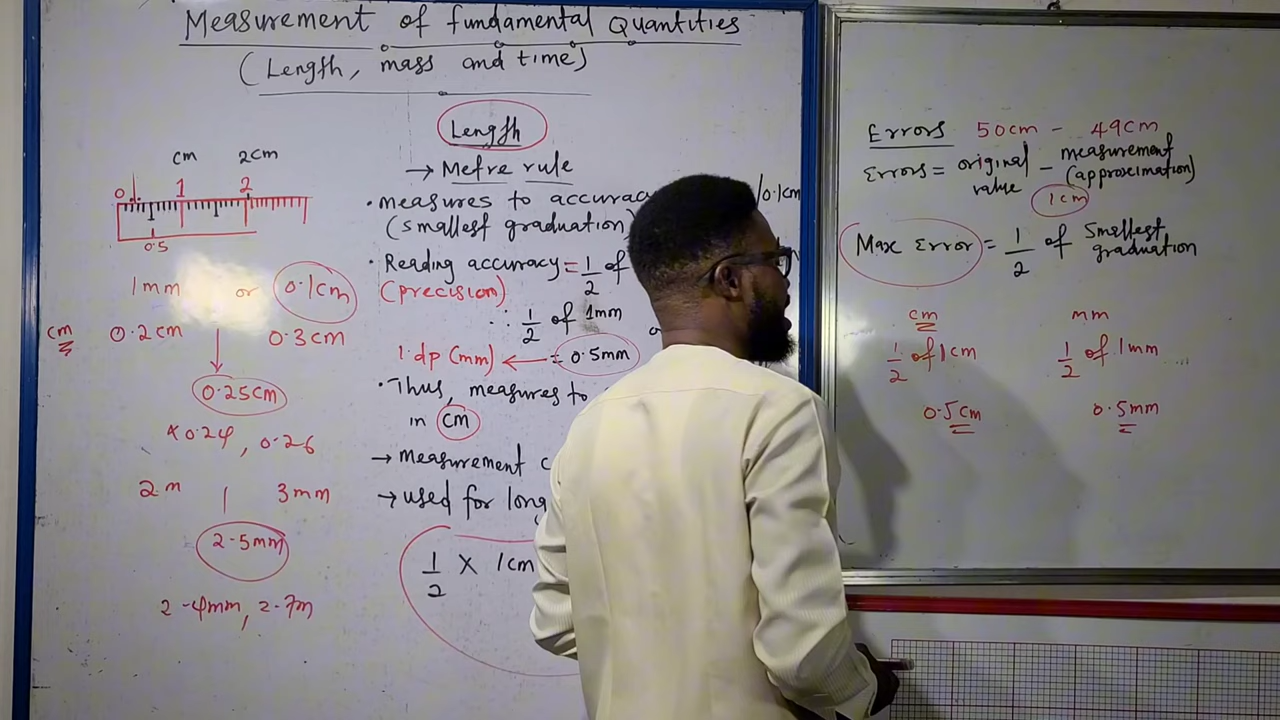 Measurement of fundamental Quantities
(Length, mass and time)
Length
→ Metre rule
cm 2cm
0 1 2
0.5
1mm or 0.1cm
cm 0.2cm 0.3cm
0.25cm
0.24, 0.26
2m 3mm
2.5mm
2.4mm, 2.7m
• measures to accurac /0.1cm
(smallest graduation)
• Reading accuracy = 1/2 of
(precision)
∴ 1/2 of 1mm
1.dp (mm) ← = 0.5mm
• Thus, measures to
in cm
→ measurement c
→ used for long
1/2 × 1cm
Errors 50cm - 49cm
Errors = original value - measurement (approximation)
1cm
Max Error = 1/2 of Smallest graduation
cm mm
1/2 of 1cm 1/2 of 1mm
0.5cm 0.5mm